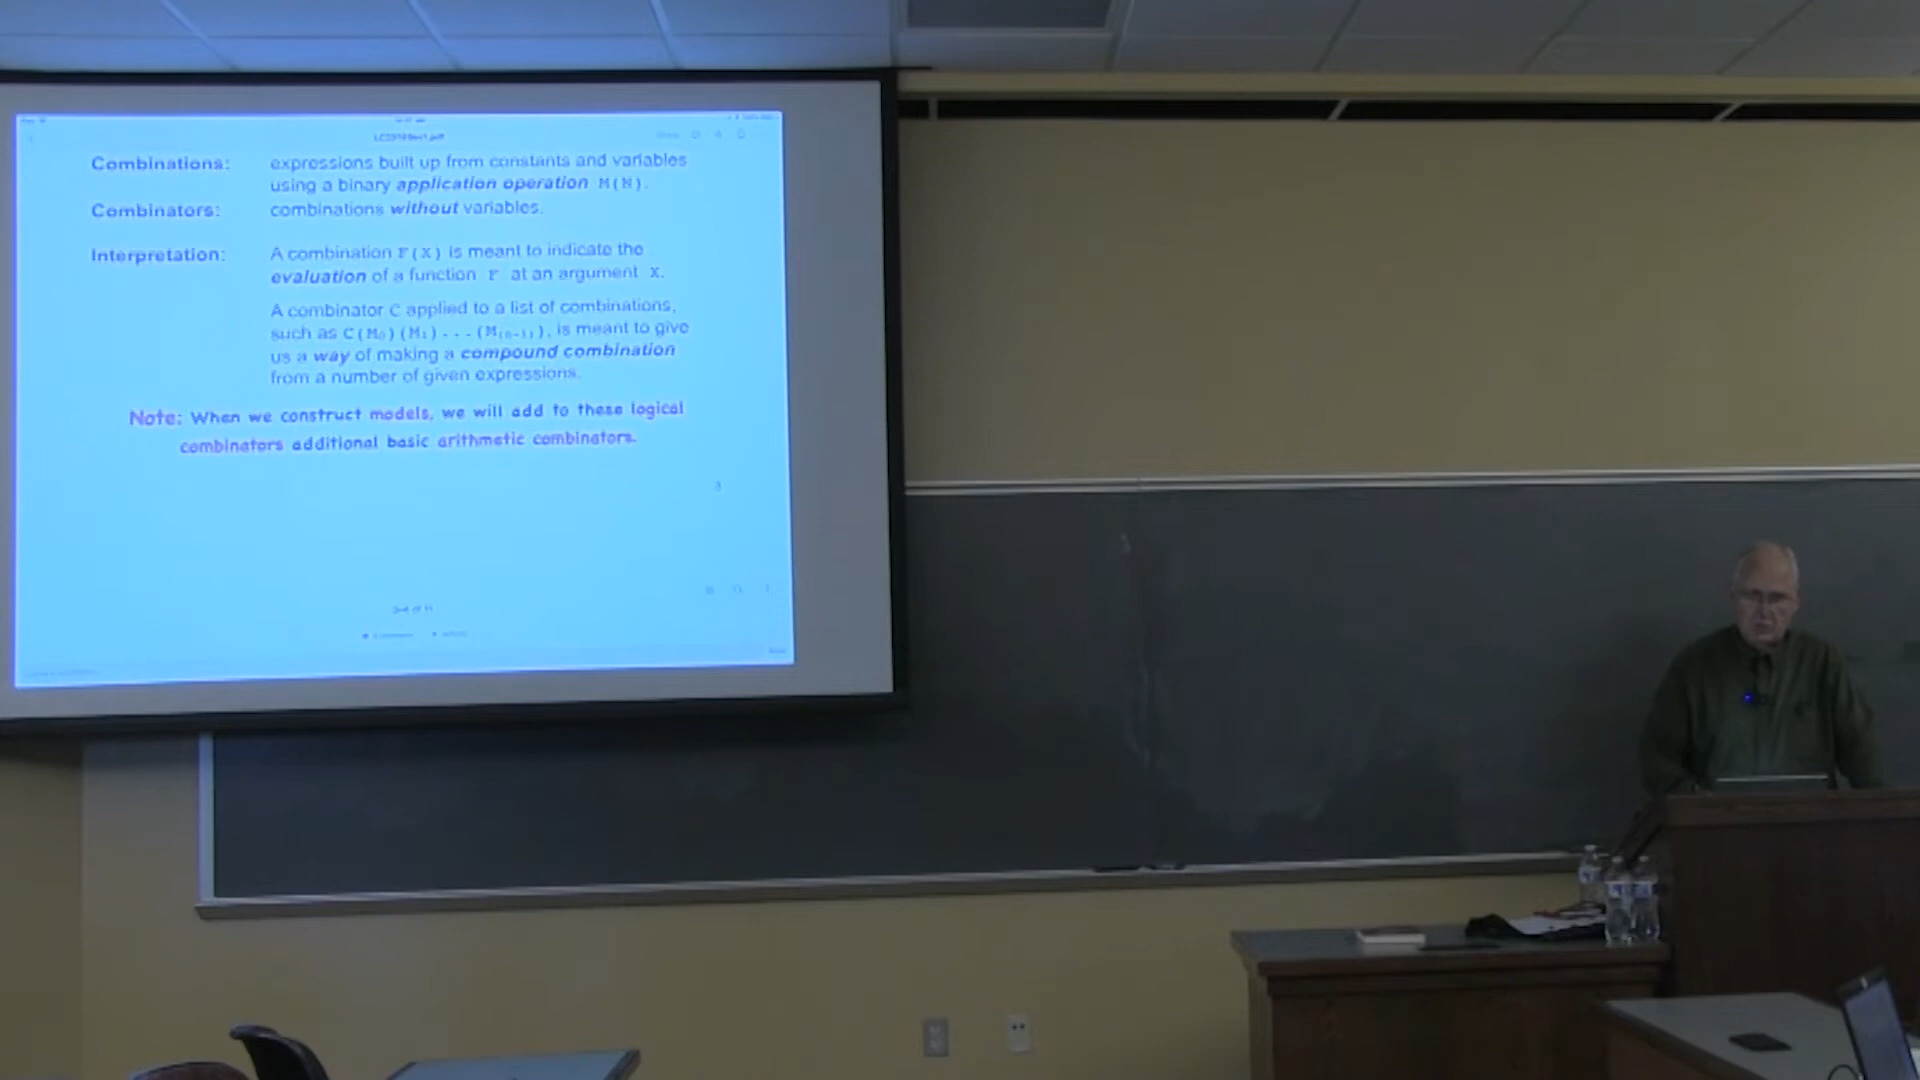 Combinations: expressions built up from constants and variables
using a binary application operation M(N).
Combinators: combinations without variables.
Interpretation: A combination F(X) is meant to indicate the
evaluation of a function F at an argument X.
A combinator C applied to a list of combinations,
such as C(M₀)(M₁)...(M₍ₙ₋₁₎), is meant to give
us a way of making a compound combination
from a number of given expressions.
Note: When we construct models, we will add to these logical
combinators additional basic arithmetic combinators.
3